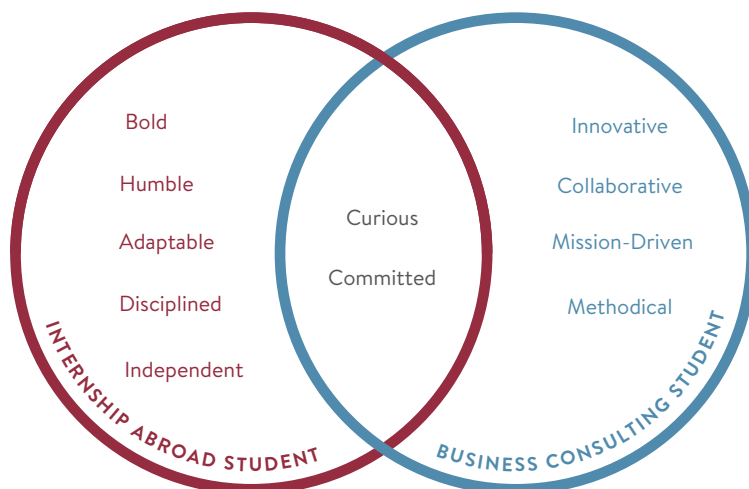 Bold
Humble
Adaptable
Disciplined
Independent
INTERNSHIP ABROAD STUDENT
Curious
Committed
Innovative
Collaborative
Mission-Driven
Methodical
BUSINESS CONSULTING STUDENT